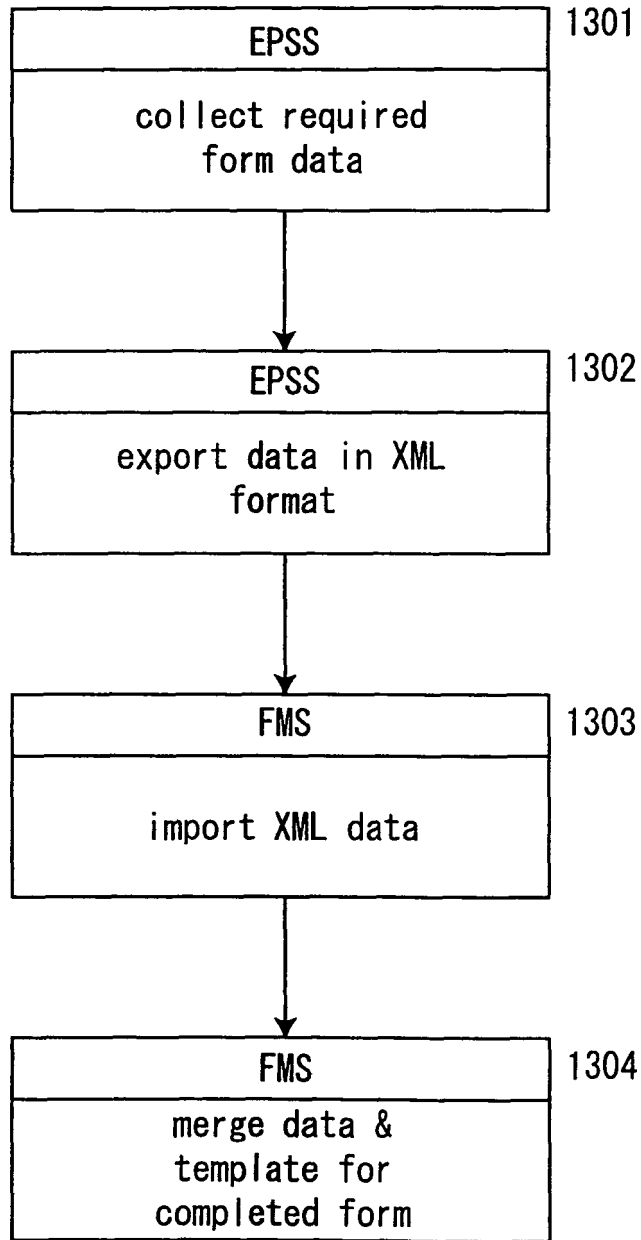 1301
EPSS
collect required
form data
1302
EPSS
export data in XML
format
1303
FMS
import XML data
1304
FMS
merge data &
template for
completed form